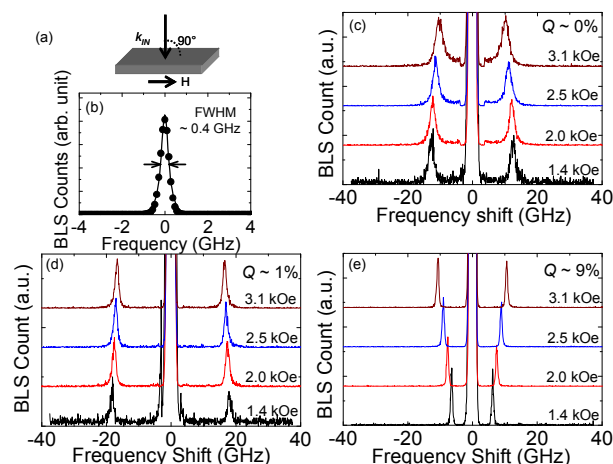 (a)
k_IN
90°
H
(b)
FWHM
~ 0.4 GHz
BLS Counts (arb. unit)
-4 -2 0 2 4
Frequency (GHz)
(c)
Q ~ 0%
3.1 kOe
2.5 kOe
2.0 kOe
1.4 kOe
BLS Count (a.u.)
-40 -20 0 20 40
Frequency shift (GHz)
(d)
Q ~ 1%
3.1 kOe
2.5 kOe
2.0 kOe
1.4 kOe
BLS Count (a.u.)
-40 -20 0 20 40
Frequency Shift (GHz)
(e)
Q ~ 9%
3.1 kOe
2.5 kOe
2.0 kOe
1.4 kOe
BLS Count (a.u.)
-40 -20 0 20 40
Frequency Shift (GHz)